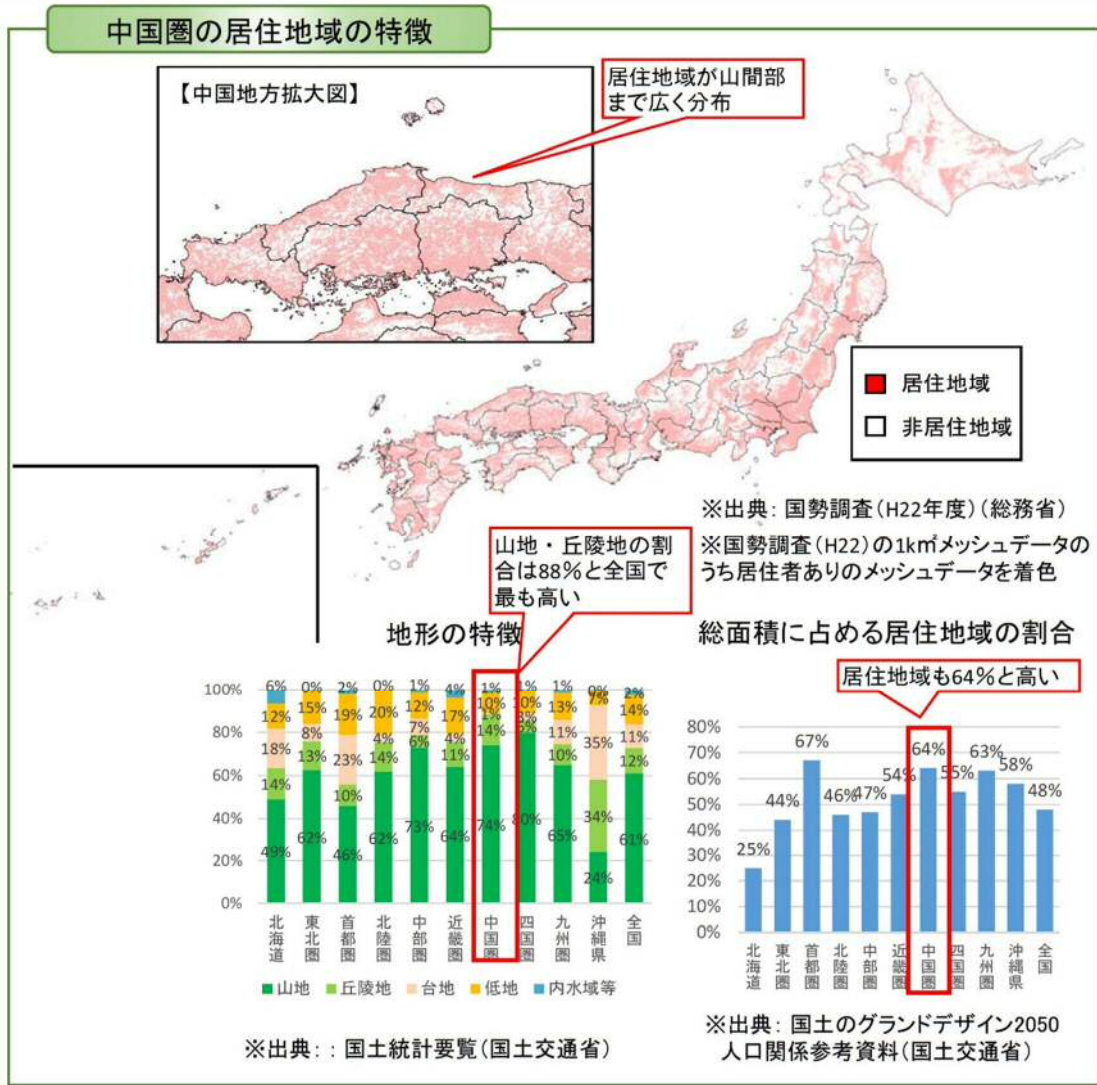 中国圏の居住地域の特徴
【中国地方拡大図】
居住地域が山間部
まで広く分布
居住地域
非居住地域
※出典: 国勢調査(H22年度)(総務省)
※国勢調査(H22)の1k㎡メッシュデータの
うち居住者ありのメッシュデータを着色
山地・丘陵地の割
合は88%と全国で
最も高い
地形の特徴
6% 0% 2% 0% 1% 4% 1% 1% 1% 0% 2%
12% 15% 19% 20% 12% 17% 10% 10% 13% 7% 14%
18% 8% 23% 4% 7% 4% 1% 3% 11% 35% 11%
14% 13% 10% 14% 6% 11% 14% 10% 34% 12%
49% 62% 46% 62% 73% 64% 74% 80% 65% 24% 61%
100%
80%
60%
40%
20%
0%
北海道 東北圏 首都圏 北陸圏 中部圏 近畿圏 中国圏 四国圏 九州圏 沖縄県 全国
山地 丘陵地 台地 低地 内水域等
※出典: : 国土統計要覧(国土交通省)
総面積に占める居住地域の割合
居住地域も64%と高い
80%
70%
60%
50%
40%
30%
20%
10%
0%
25% 44% 67% 46% 47% 54% 64% 55% 63% 58% 48%
北海道 東北圏 首都圏 北陸圏 中部圏 近畿圏 中国圏 四国圏 九州圏 沖縄県 全国
※出典: 国土のグランドデザイン2050
人口関係参考資料(国土交通省)